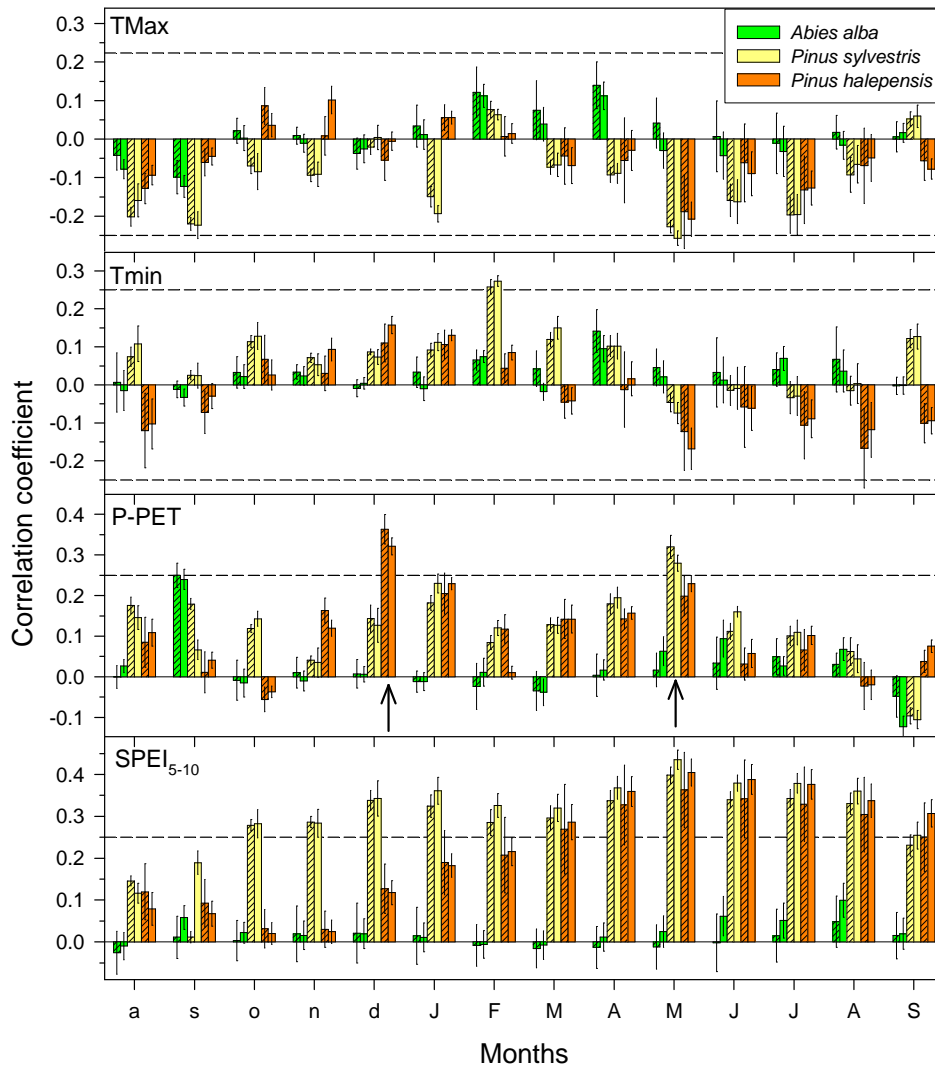 TMax
Abies alba
Pinus sylvestris
Pinus halepensis
0.3
0.2
0.1
0.0
-0.1
-0.2
Tmin
0.3
0.2
0.1
0.0
-0.1
-0.2
P-PET
0.4
0.3
0.2
0.1
0.0
-0.1
SPEI5-10
0.4
0.3
0.2
0.1
0.0
Correlation coefficient
a s o n d J F M A M J J A S
Months